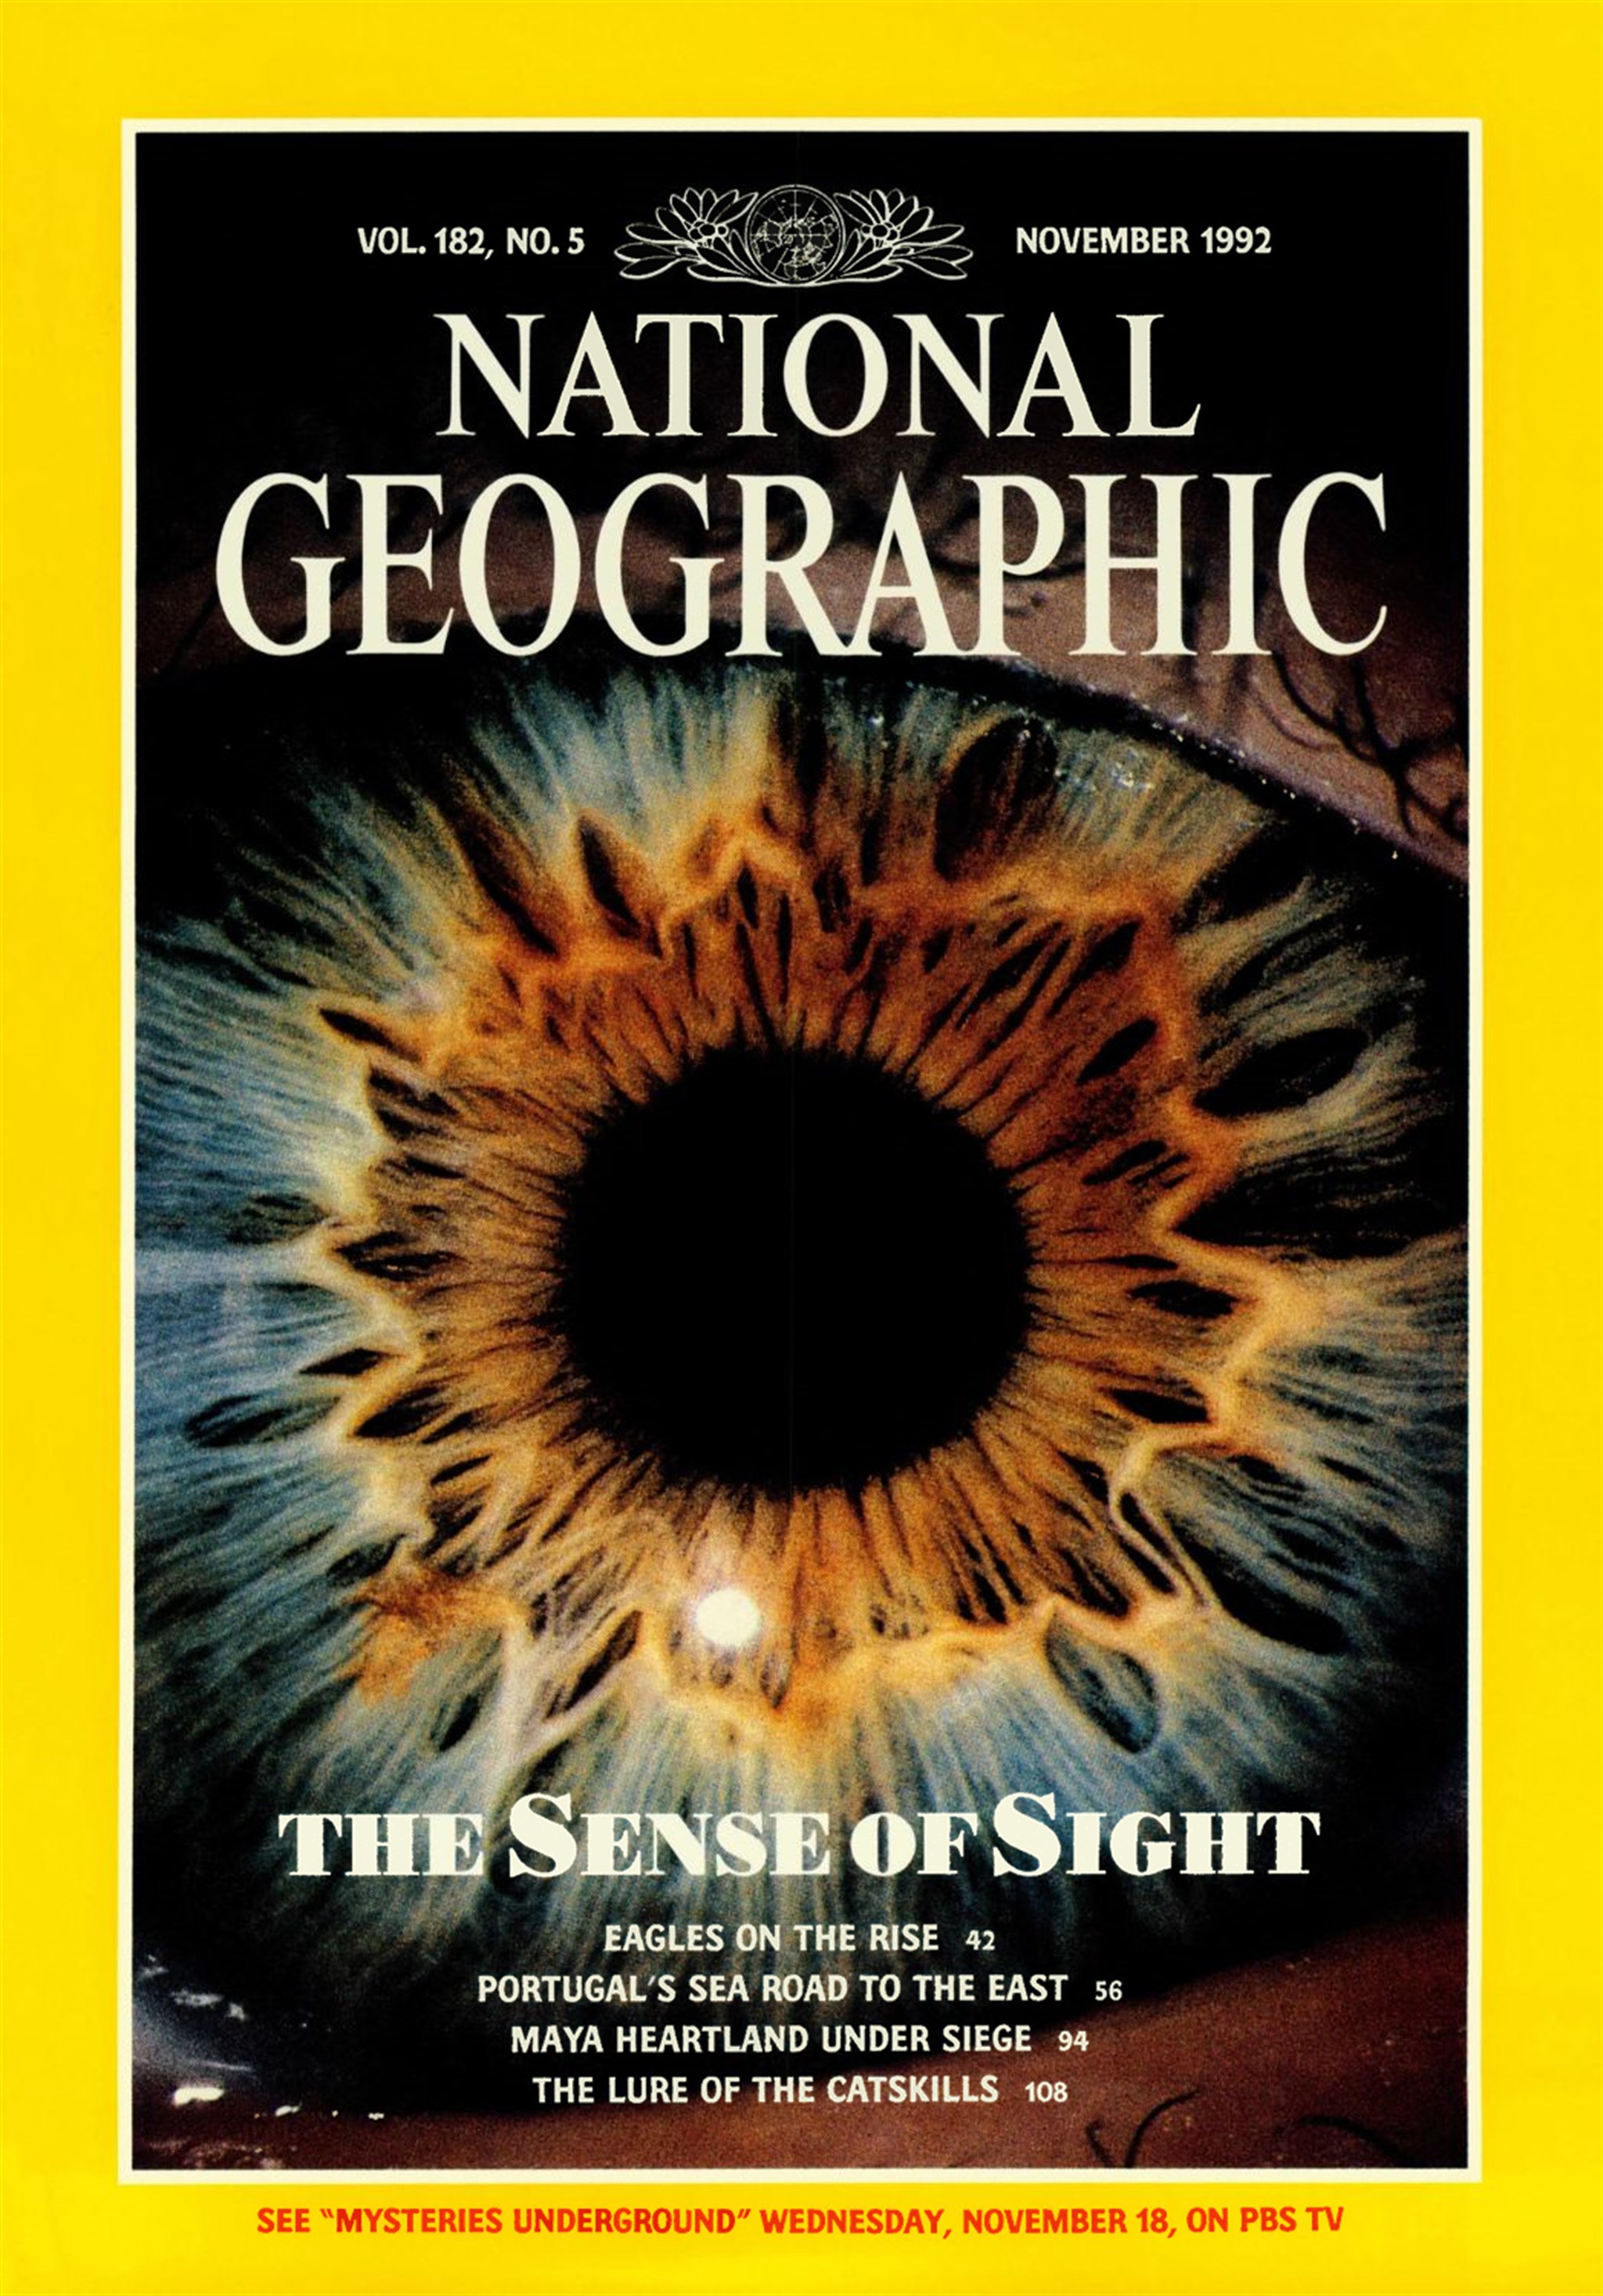 VOL. 182, NO. 5
NOVEMBER 1992
NATIONAL
GEOGRAPHIC
THE SENSE OF SIGHT
EAGLES ON THE RISE 42
PORTUGAL'S SEA ROAD TO THE EAST 56
MAYA HEARTLAND UNDER SIEGE 94
THE LURE OF THE CATSKILLS 108
SEE "MYSTERIES UNDERGROUND" WEDNESDAY, NOVEMBER 18, ON PBS TV